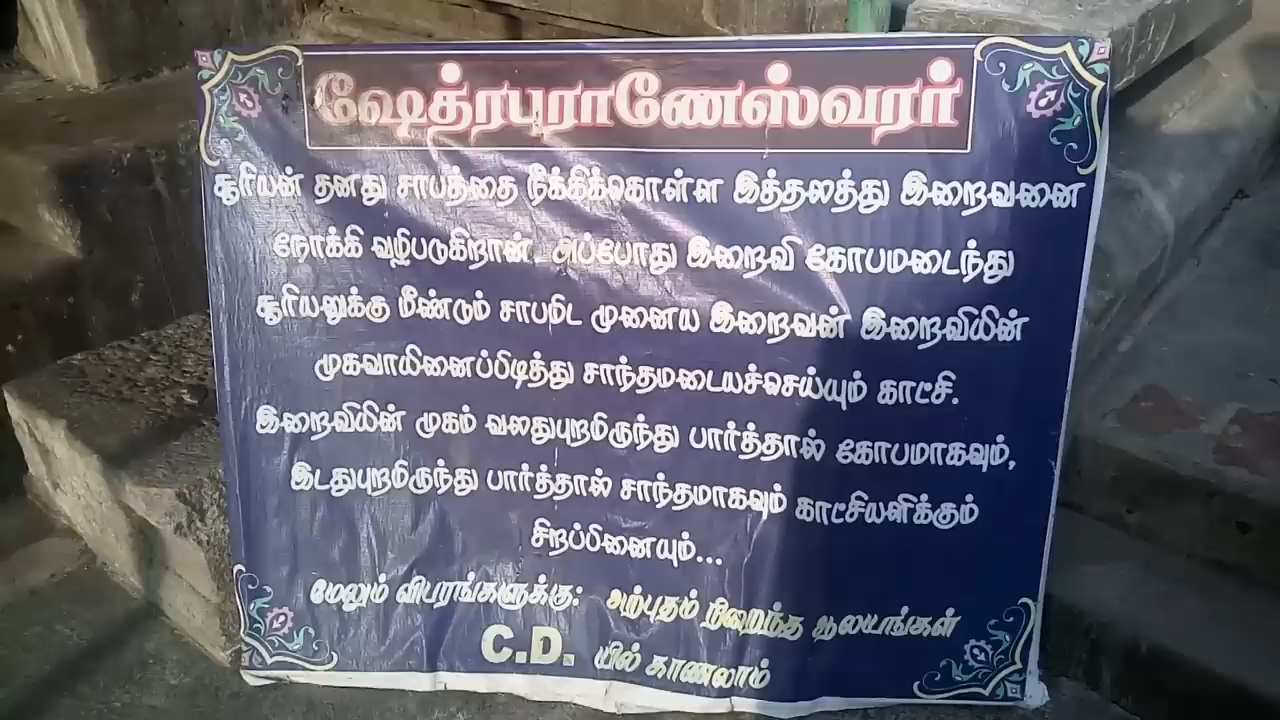 ஷேத்ரபுராணேஸ்வரர்
சூரியன் தனது சாபத்தை நீக்கிக்கொள்ள இத்தலத்து இறைவனை
நோக்கி வழிபடுகிறான். அப்போது இறைவி கோபமடைந்து
சூரியனுக்கு மீண்டும் சாபமிட முனைய இறைவன் இறைவியின்
முகவாயினைப்பிடித்து சாந்தமடையச்செய்யும் காட்சி.
இறைவியின் முகம் வலதுபுறமிருந்து பார்த்தால் கோபமாகவும்,
இடதுபுறமிருந்து பார்த்தால் சாந்தமாகவும் காட்சியளிக்கும்
சிறப்பினையும்...
மேலும் விபரங்களுக்கு: அற்புதம் நிறைந்த ஆலயங்கள்
C.D. யில் காணலாம்